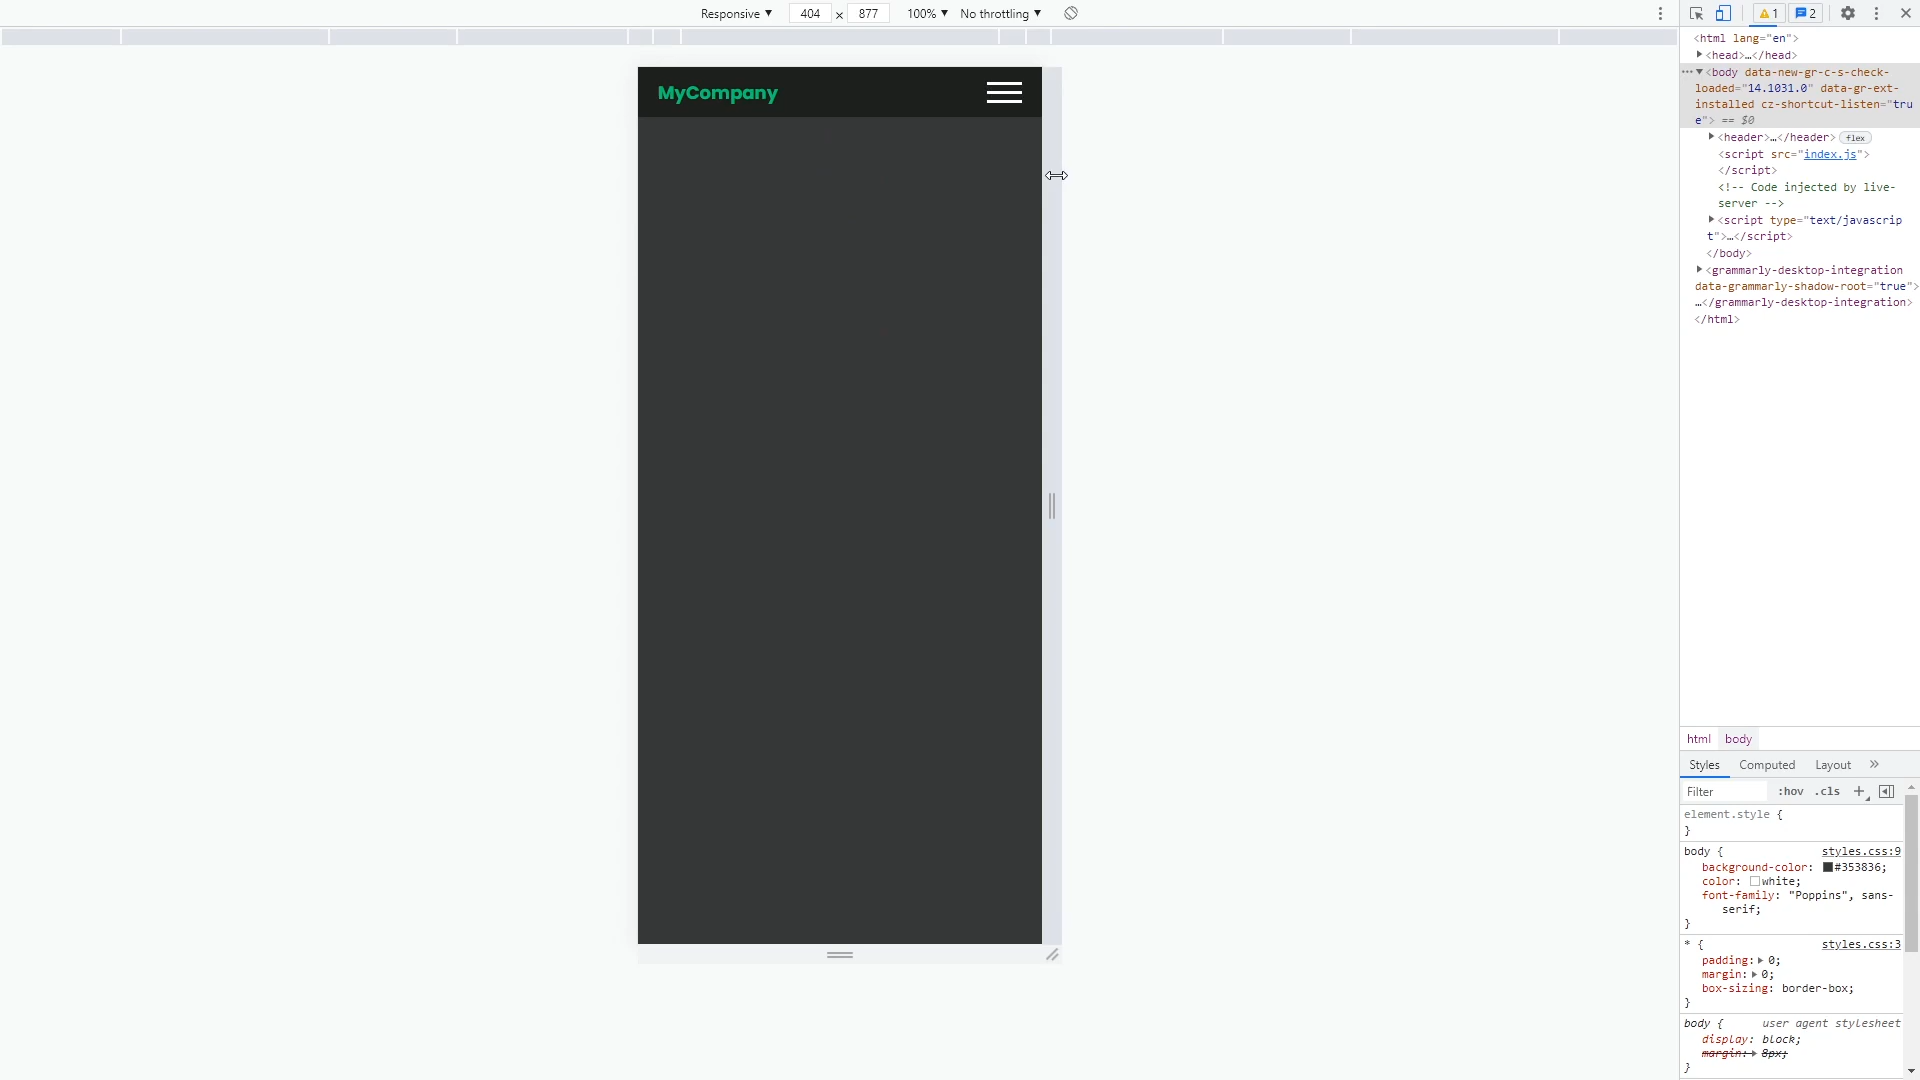 Responsive ▼ 404 x 877 100% ▼ No throttling ▼
1 2
<html lang="en">
<head>…</head>
<body data-new-gr-c-s-check-
loaded="14.1031.0" data-gr-ext-
installed cz-shortcut-listen="tru
e"> == $0
<header>…</header> flex
<script src="index.js">
</script>
<!-- Code injected by live-
server -->
<script type="text/javascrip
t">…</script>
</body>
<grammarly-desktop-integration
data-grammarly-shadow-root="true">
…</grammarly-desktop-integration>
</html>
MyCompany
html body
Styles Computed Layout »
Filter :hov .cls +
element.style {
}
body { styles.css:9
background-color: #353836;
color: white;
font-family: "Poppins", sans-
serif;
}
* { styles.css:3
padding: 0;
margin: 0;
box-sizing: border-box;
}
body { user agent stylesheet
display: block;
margin: 8px;
}